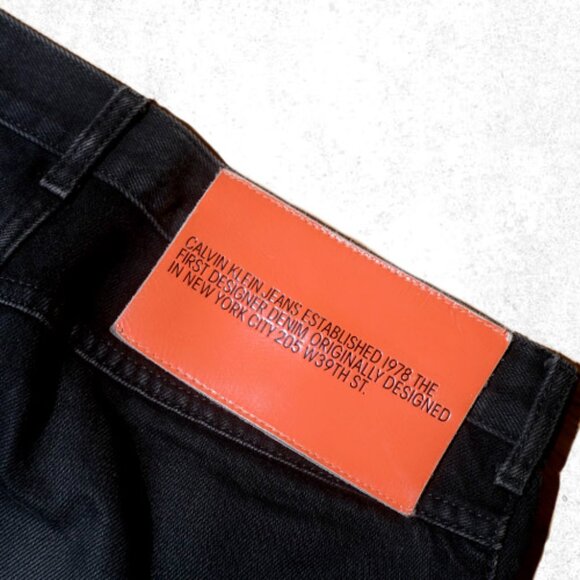 CALVIN KLEIN JEANS ESTABLISHED 1978 THE
FIRST DESIGNER DENIM ORIGINALLY DESIGNED
IN NEW YORK CITY 205 W39TH ST.